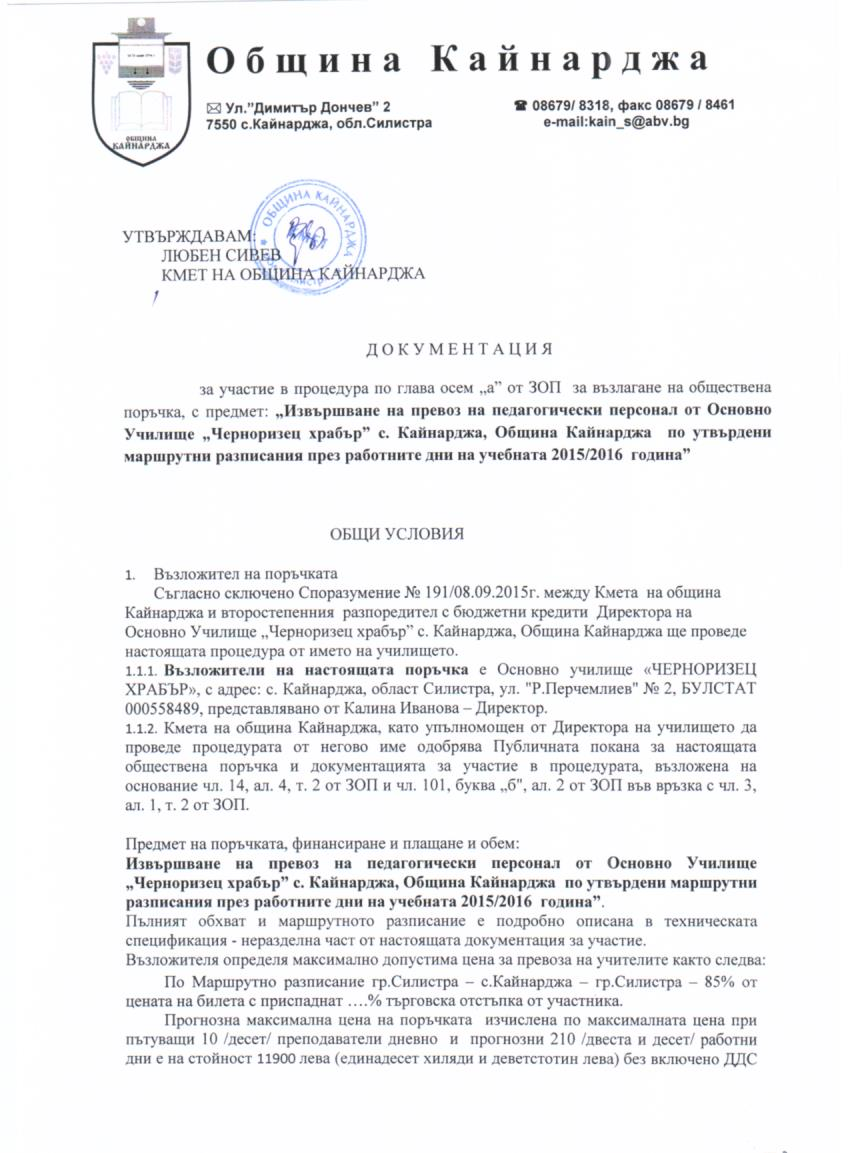 Община Кайнарджа
ОБЩИНА
КАЙНАРДЖА
✉ Ул."Димитър Дончев" 2
7550 с.Кайнарджа, обл.Силистра
☎ 08679/ 8318, факс 08679 / 8461
e-mail:kain_s@abv.bg
ОБЩИНА КАЙНАРДЖА
УТВЪРЖДАВАМ:
ЛЮБЕН СИВЕВ
КМЕТ НА ОБЩИНА КАЙНАРДЖА
Д О К У М Е Н Т А Ц И Я
за участие в процедура по глава осем „а” от ЗОП за възлагане на обществена
поръчка, с предмет: „Извършване на превоз на педагогически персонал от Основно
Училище „Черноризец храбър” с. Кайнарджа, Община Кайнарджа по утвърдени
маршрутни разписания през работните дни на учебната 2015/2016 година”
ОБЩИ УСЛОВИЯ
1. Възложител на поръчката
Съгласно сключено Споразумение № 191/08.09.2015г. между Кмета на община
Кайнарджа и второстепенния разпоредител с бюджетни кредити Директора на
Основно Училище „Черноризец храбър” с. Кайнарджа, Община Кайнарджа ще проведе
настоящата процедура от името на училището.
1.1.1. Възложители на настоящата поръчка е Основно училище «ЧЕРНОРИЗЕЦ
ХРАБЪР», с адрес: с. Кайнарджа, област Силистра, ул. "Р.Перчемлиев" № 2, БУЛСТАТ
000558489, представлявано от Калина Иванова – Директор.
1.1.2. Кмета на община Кайнарджа, като упълномощен от Директора на училището да
проведе процедурата от негово име одобрява Публичната покана за настоящата
обществена поръчка и документацията за участие в процедурата, възложена на
основание чл. 14, ал. 4, т. 2 от ЗОП и чл. 101, буква „б", ал. 2 от ЗОП във връзка с чл. 3,
ал. 1, т. 2 от ЗОП.
Предмет на поръчката, финансиране и плащане и обем:
Извършване на превоз на педагогически персонал от Основно Училище
„Черноризец храбър” с. Кайнарджа, Община Кайнарджа по утвърдени маршрутни
разписания през работните дни на учебната 2015/2016 година”.
Пълният обхват и маршрутното разписание е подробно описана в техническата
спецификация - неразделна част от настоящата документация за участие.
Възложителя определя максимално допустима цена за превоза на учителите както следва:
По Маршрутно разписание гр.Силистра – с.Кайнарджа – гр.Силистра – 85% от
цената на билета с приспаднат ….% търговска отстъпка от участника.
Прогнозна максимална цена на поръчката изчислена по максималната цена при
пътуващи 10 /десет/ преподаватели дневно и прогнозни 210 /двеста и десет/ работни
дни е на стойност 11900 лева (единадесет хиляди и деветстотин лева) без включено ДДС